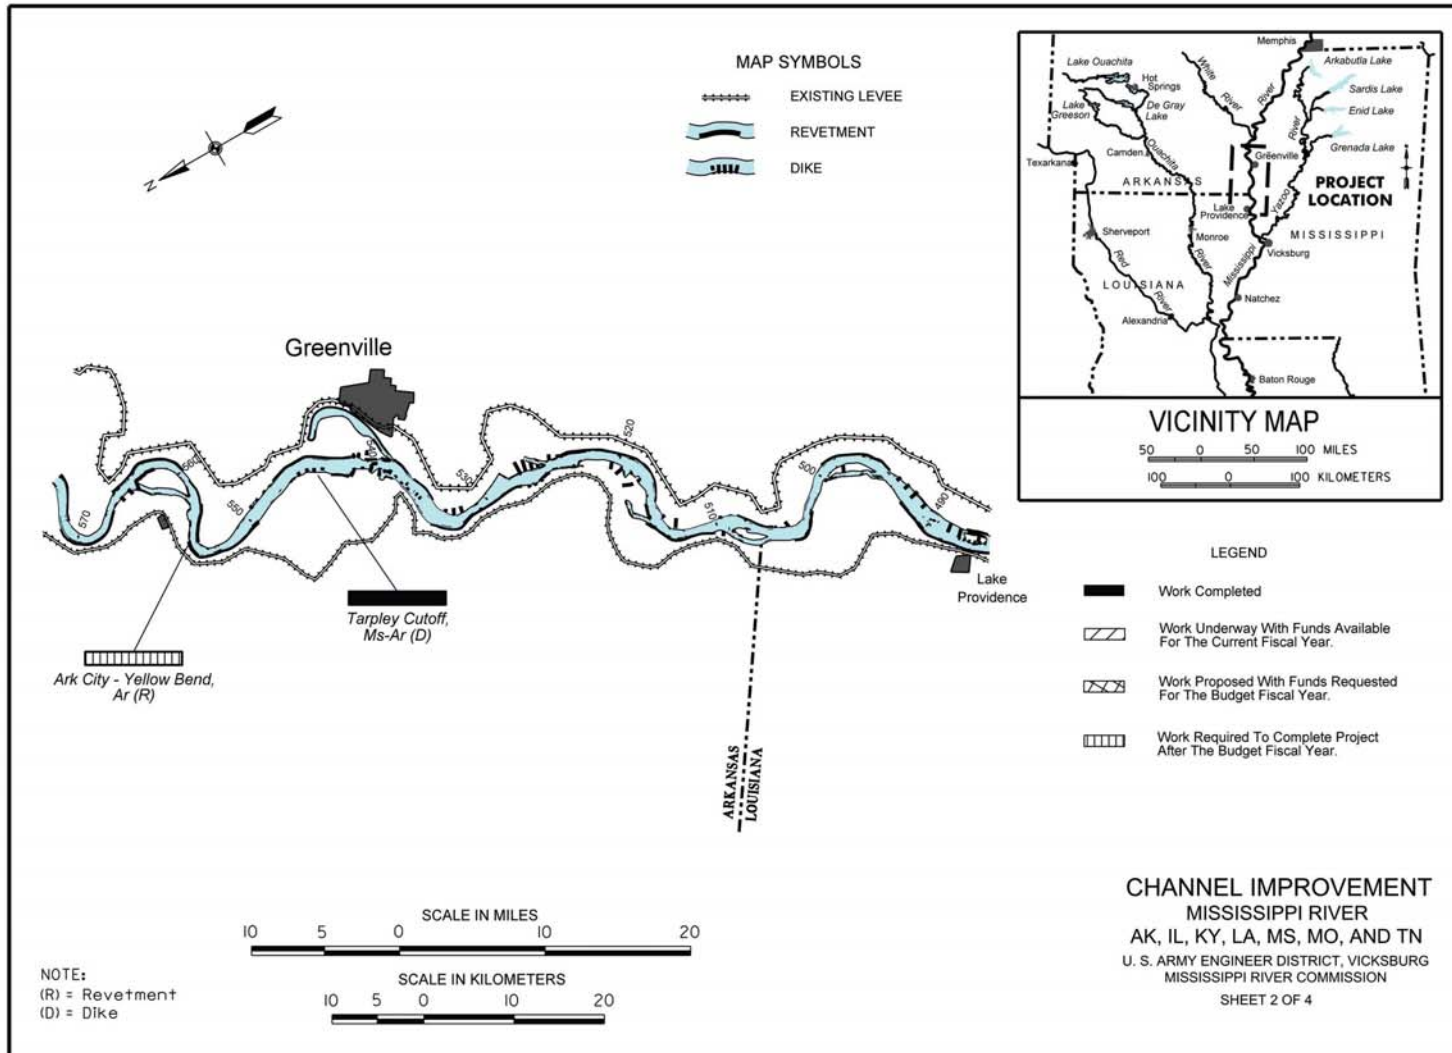 MAP SYMBOLS
EXISTING LEVEE
REVETMENT
DIKE
N
Greenville
570
560
550
540
530
520
510
500
490
Lake
Providence
Tarpley Cutoff,
Ms-Ar (D)
Ark City - Yellow Bend,
Ar (R)
ARKANSAS
LOUISIANA
SCALE IN MILES
10 5 0 10 20
SCALE IN KILOMETERS
10 5 0 10 20
NOTE:
(R) = Revetment
(D) = Dike
Memphis
Arkabutla Lake
Lake Ouachita
Hot
Springs
White
River
River
Sardis Lake
Lake
Greeson
De Gray
Lake
Enid Lake
River
Grenada Lake
Camden
Ouachita
Greenville
Texarkana
ARKANSAS
PROJECT
LOCATION
Lake
Providence
Yazoo
Sherveport
Monroe
MISSISSIPPI
Vicksburg
Red
River
Mississippi
LOUISIANA
River
Natchez
Alexandria
Baton Rouge
VICINITY MAP
50 0 50 100 MILES
100 0 100 KILOMETERS
LEGEND
Work Completed
Work Underway With Funds Available
For The Current Fiscal Year.
Work Proposed With Funds Requested
For The Budget Fiscal Year.
Work Required To Complete Project
After The Budget Fiscal Year.
CHANNEL IMPROVEMENT
MISSISSIPPI RIVER
AK, IL, KY, LA, MS, MO, AND TN
U. S. ARMY ENGINEER DISTRICT, VICKSBURG
MISSISSIPPI RIVER COMMISSION
SHEET 2 OF 4